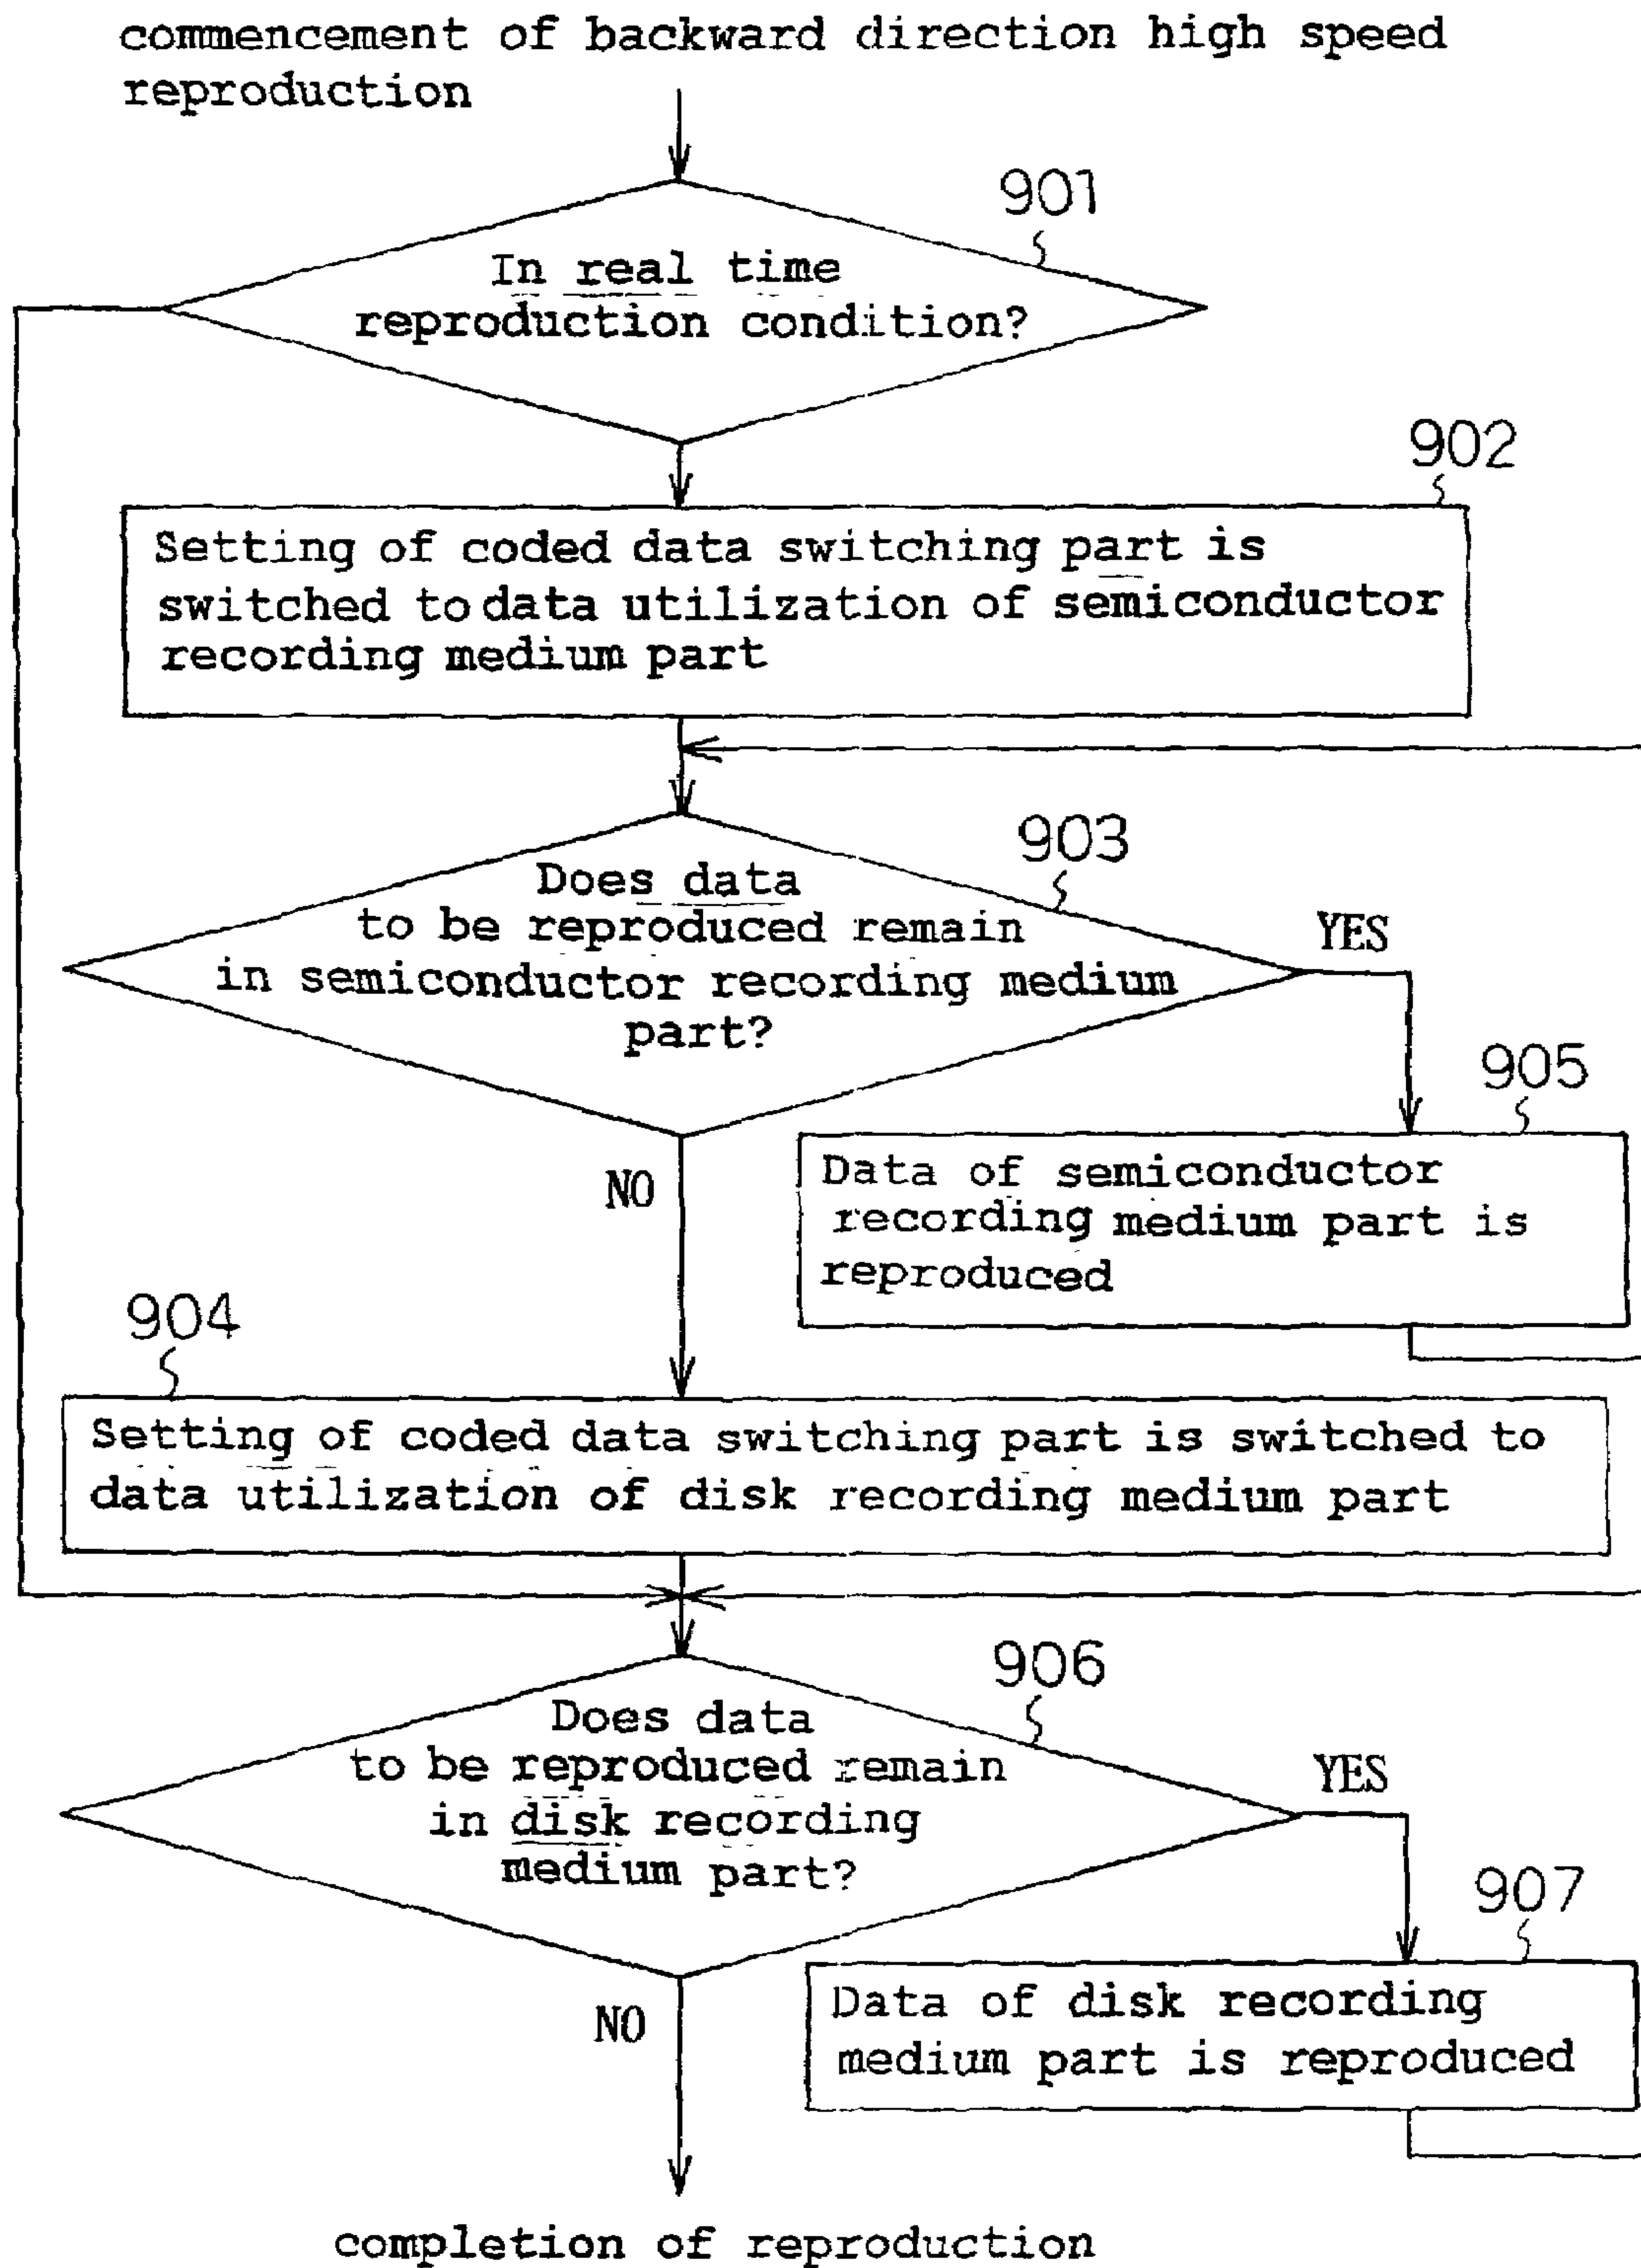 commencement of backward direction high speed
reproduction
901
In real time
reproduction condition?
902
Setting of coded data switching part is
switched to data utilization of semiconductor
recording medium part
903
Does data
to be reproduced remain
in semiconductor recording medium
part?
YES
905
NO
Data of semiconductor
recording medium part is
reproduced
904
Setting of coded data switching part is switched to
data utilization of disk recording medium part
906
Does data
to be reproduced remain
in disk recording
medium part?
YES
907
NO
Data of disk recording
medium part is reproduced
completion of reproduction